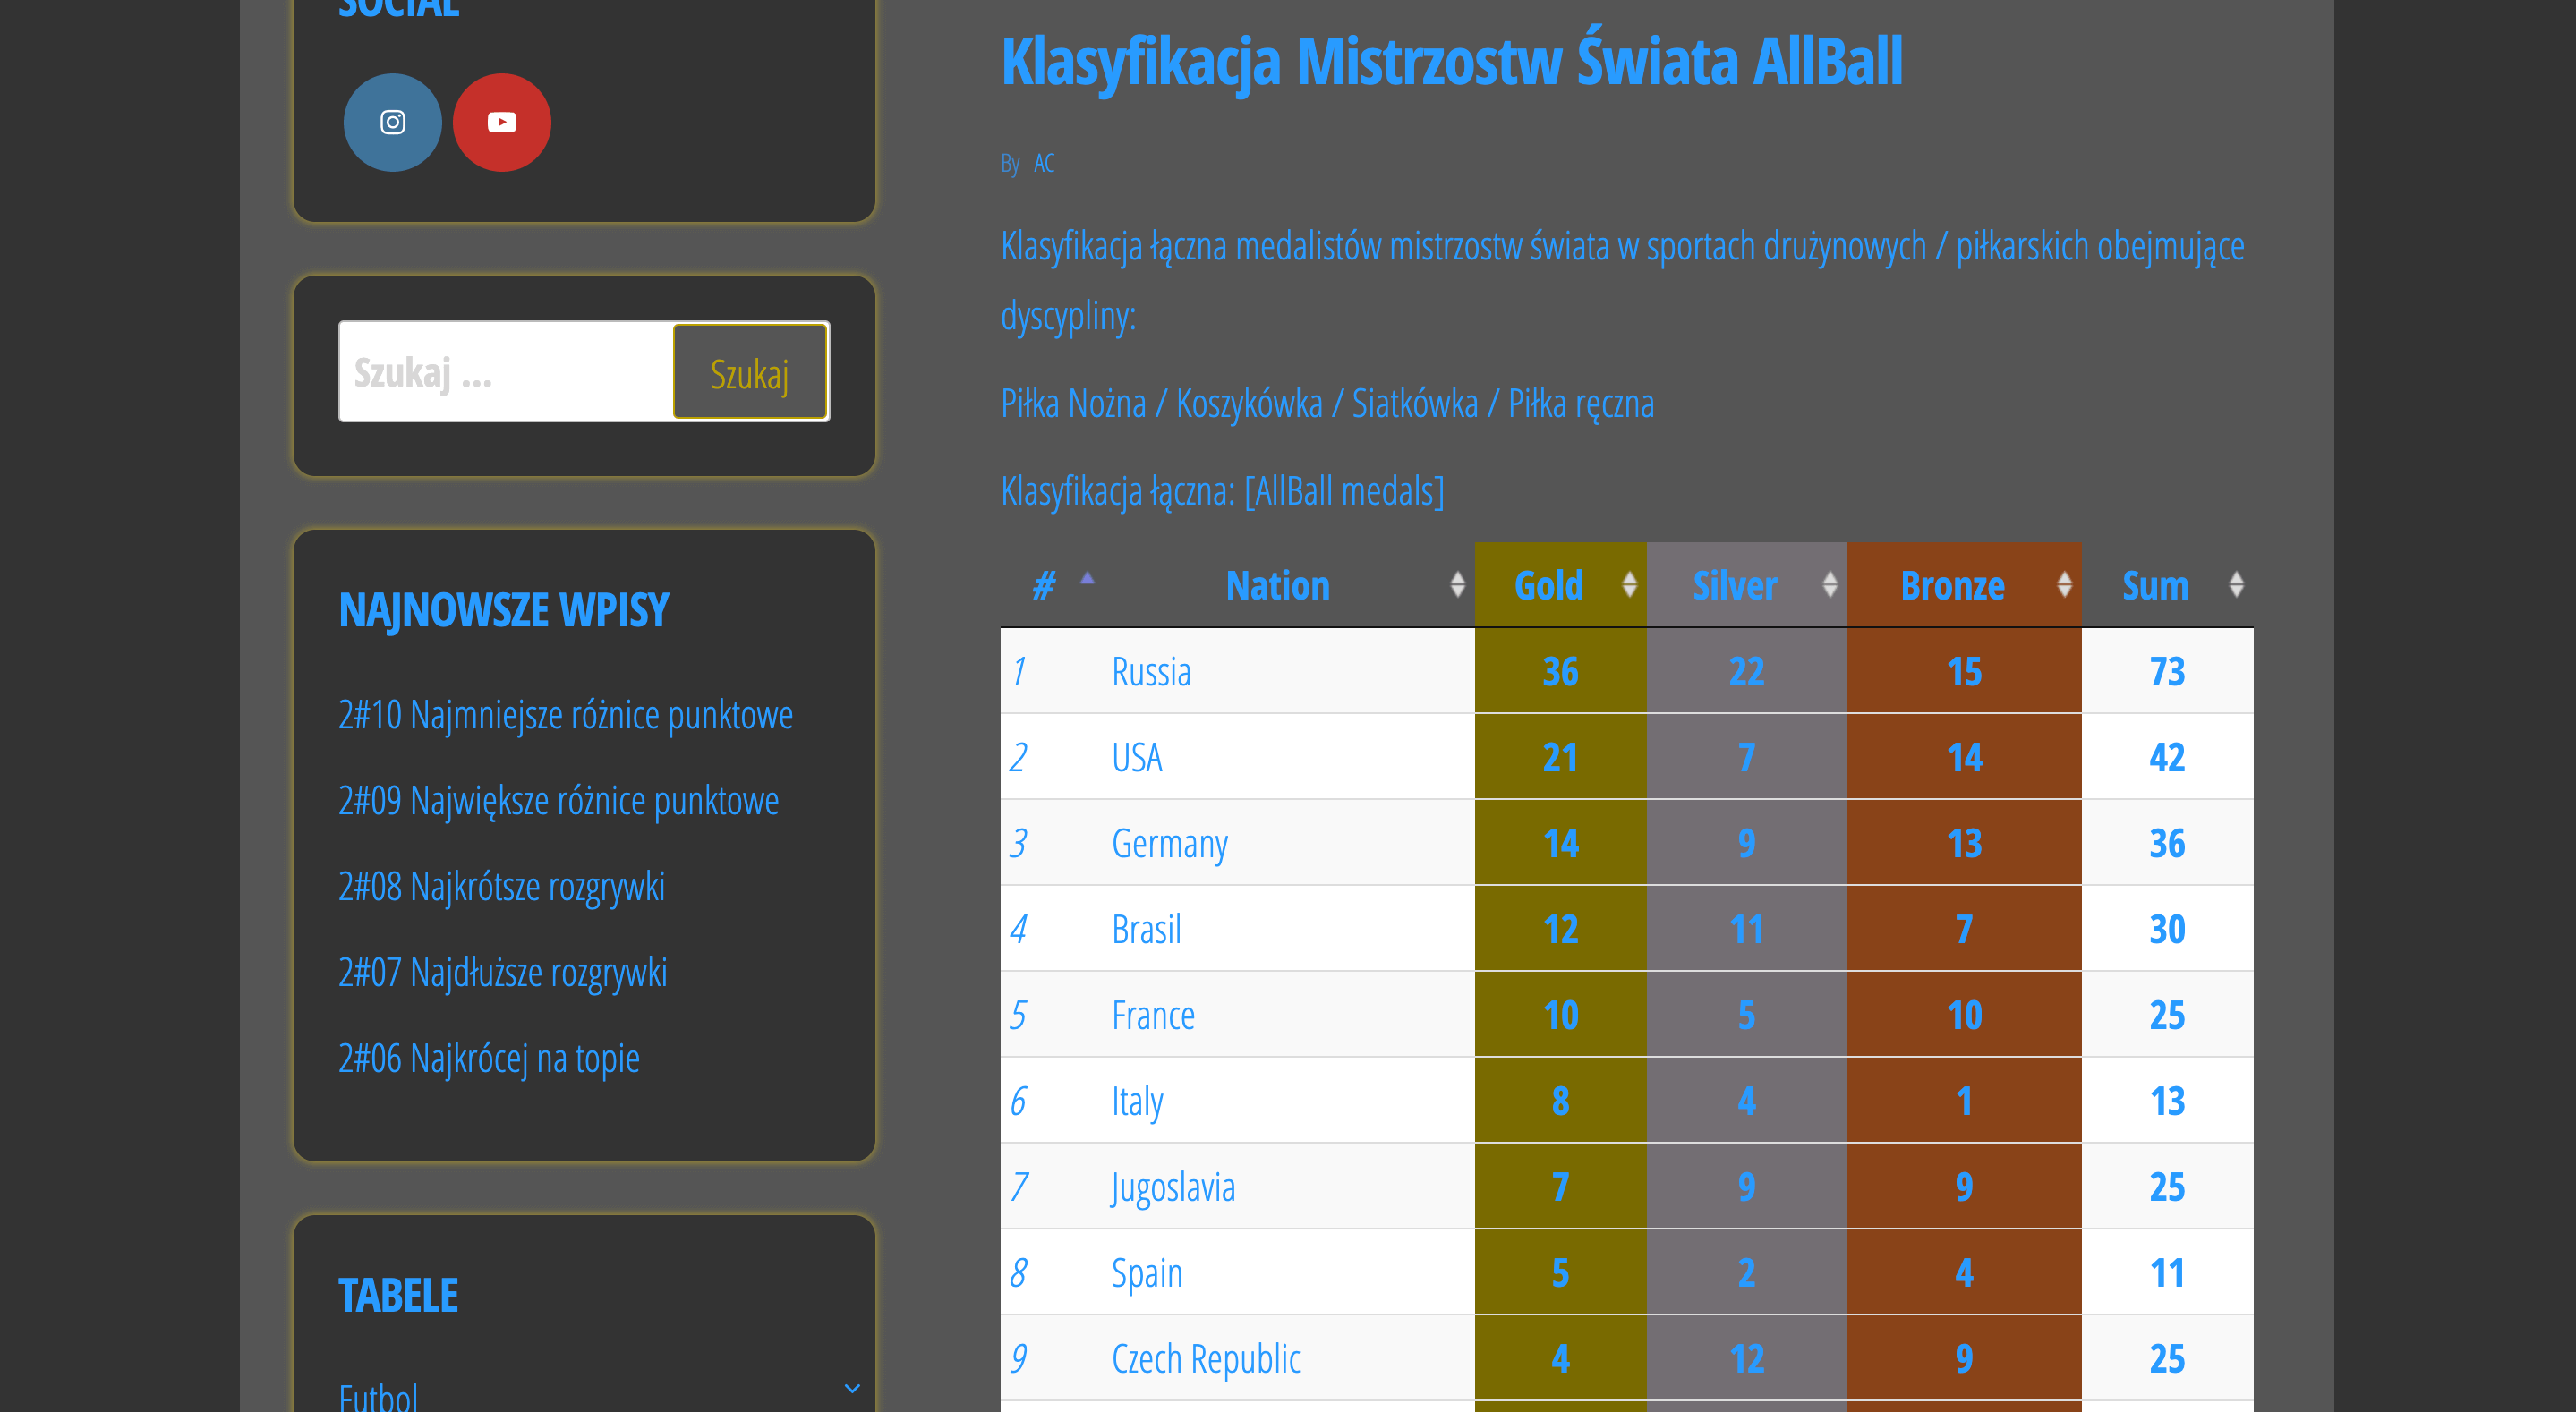 SOCIAL
Szukaj ...
Szukaj
NAJNOWSZE WPISY
2#10 Najmniejsze różnice punktowe
2#09 Największe różnice punktowe
2#08 Najkrótsze rozgrywki
2#07 Najdłuższe rozgrywki
2#06 Najkrócej na topie
TABELE
Futbol
Klasyfikacja Mistrzostw Świata AllBall
By AC
Klasyfikacja łączna medalistów mistrzostw świata w sportach drużynowych / piłkarskich obejmujące
dyscypliny:
Piłka Nożna / Koszykówka / Siatkówka / Piłka ręczna
Klasyfikacja łączna: [AllBall medals]
# Nation Gold Silver Bronze Sum
1 Russia 36 22 15 73
2 USA 21 7 14 42
3 Germany 14 9 13 36
4 Brasil 12 11 7 30
5 France 10 5 10 25
6 Italy 8 4 1 13
7 Jugoslavia 7 9 9 25
8 Spain 5 2 4 11
9 Czech Republic 4 12 9 25